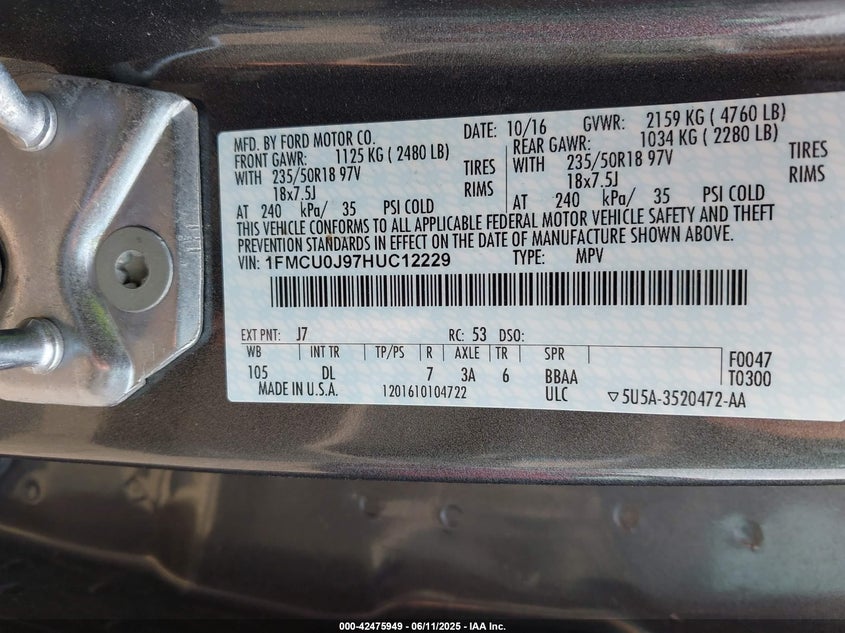 MFD. BY FORD MOTOR CO. DATE: 10/16 GVWR: 2159 KG ( 4760 LB)
FRONT GAWR: 1125 KG ( 2480 LB) REAR GAWR: 1034 KG ( 2280 LB)
WITH 235/50R18 97V TIRES WITH 235/50R18 97V TIRES
18x7.5J RIMS 18x7.5J RIMS
AT 240 kPa/ 35 PSI COLD AT 240 kPa/ 35 PSI COLD
THIS VEHICLE CONFORMS TO ALL APPLICABLE FEDERAL MOTOR VEHICLE SAFETY AND THEFT
PREVENTION STANDARDS IN EFFECT ON THE DATE OF MANUFACTURE SHOWN ABOVE.
VIN: 1FMCU0J97HUC12229 TYPE: MPV
EXT PNT: J7 RC: 53 DSO:
WB INT TR TP/PS R AXLE TR SPR F0047
105 DL 7 3A 6 BBAA T0300
MADE IN U.S.A. 1201610104722 ULC ▽5U5A-3520472-AA
000-42475949 - 06/11/2025 - IAA Inc.